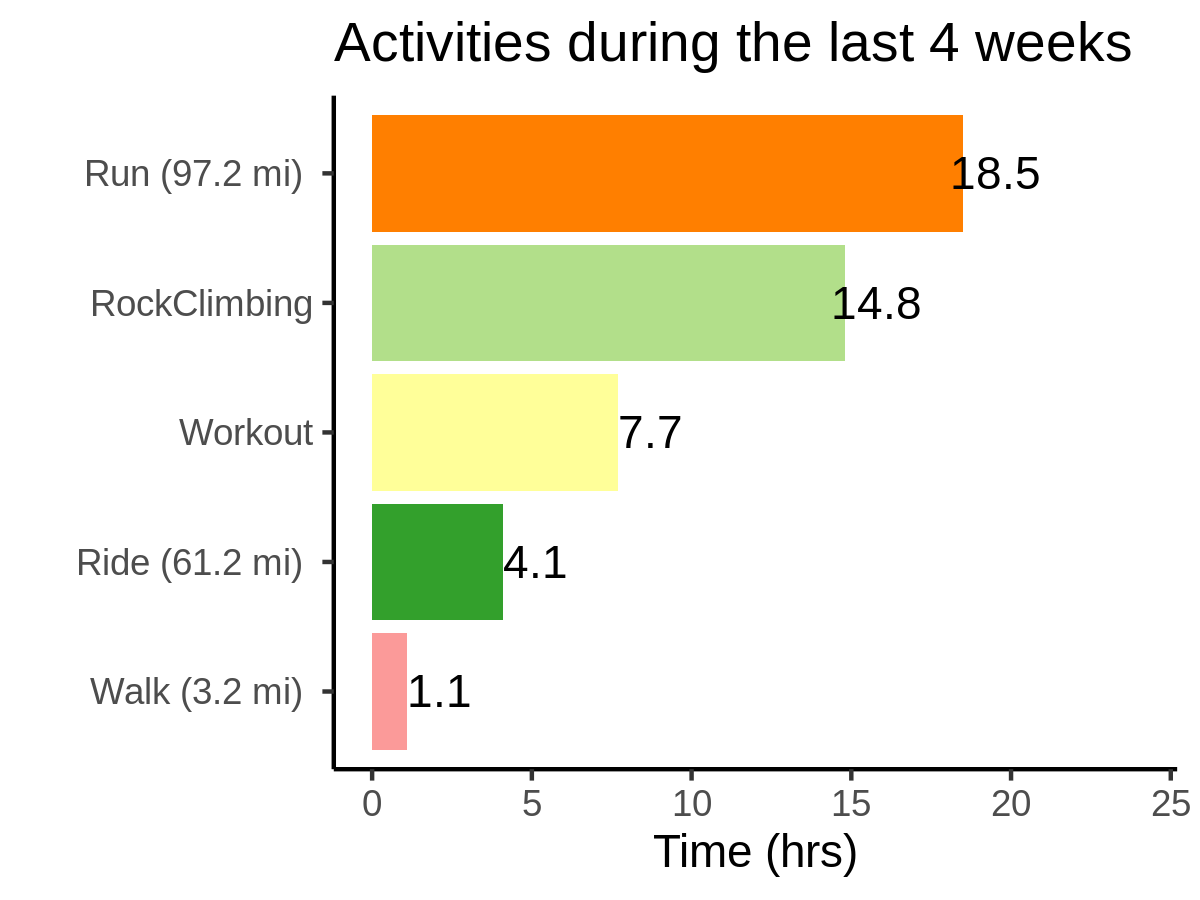 Activities during the last 4 weeks
Run (97.2 mi)
18.5
RockClimbing
14.8
Workout
7.7
Ride (61.2 mi)
4.1
Walk (3.2 mi)
1.1
0 5 10 15 20 25
Time (hrs)